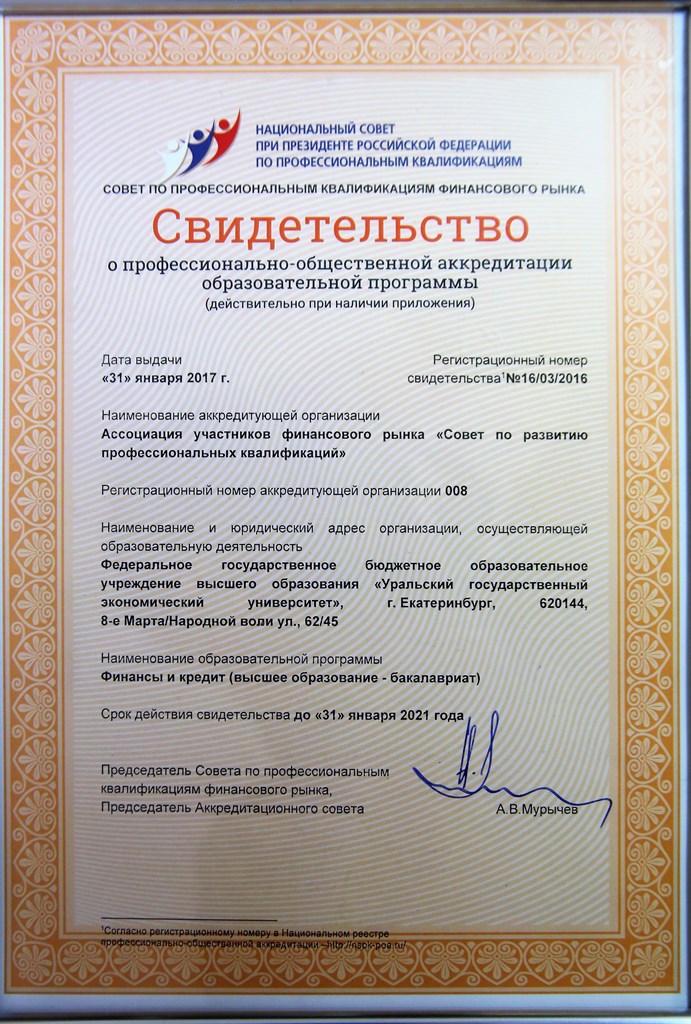 НАЦИОНАЛЬНЫЙ СОВЕТ
ПРИ ПРЕЗИДЕНТЕ РОССИЙСКОЙ ФЕДЕРАЦИИ
ПО ПРОФЕССИОНАЛЬНЫМ КВАЛИФИКАЦИЯМ
СОВЕТ ПО ПРОФЕССИОНАЛЬНЫМ КВАЛИФИКАЦИЯМ ФИНАНСОВОГО РЫНКА
Свидетельство
о профессионально-общественной аккредитации
образовательной программы
(действительно при наличии приложения)
Дата выдачи
«31» января 2017 г.
Регистрационный номер
свидетельства¹№16/03/2016
Наименование аккредитующей организации
Ассоциация участников финансового рынка «Совет по развитию
профессиональных квалификаций»
Регистрационный номер аккредитующей организации 008
Наименование и юридический адрес организации, осуществляющей
образовательную деятельность
Федеральное государственное бюджетное образовательное
учреждение высшего образования «Уральский государственный
экономический университет», г. Екатеринбург, 620144,
8-е Марта/Народной воли ул., 62/45
Наименование образовательной программы
Финансы и кредит (высшее образование - бакалавриат)
Срок действия свидетельства до «31» января 2021 года
Председатель Совета по профессиональным
квалификациям финансового рынка,
Председатель Аккредитационного совета
А.В.Мурычев
¹Согласно регистрационному номеру в Национальном реестре
профессионально-общественной аккредитации -http://nspk-poa.ru/